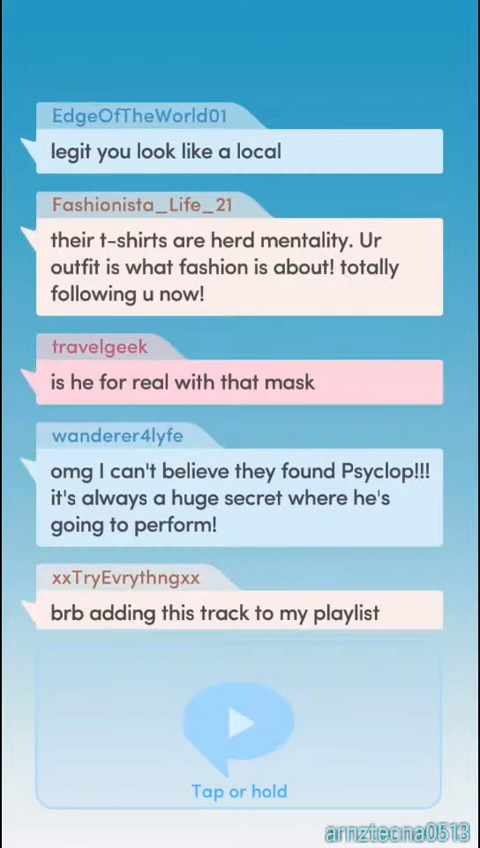 EdgeOfTheWorld01
legit you look like a local
Fashionista_Life_21
their t-shirts are herd mentality. Ur
outfit is what fashion is about! totally
following u now!
travelgeek
is he for real with that mask
wanderer4lyfe
omg I can't believe they found Psyclop!!!
it's always a huge secret where he's
going to perform!
xxTryEvrythngxx
brb adding this track to my playlist
Tap or hold
arnztecna0513